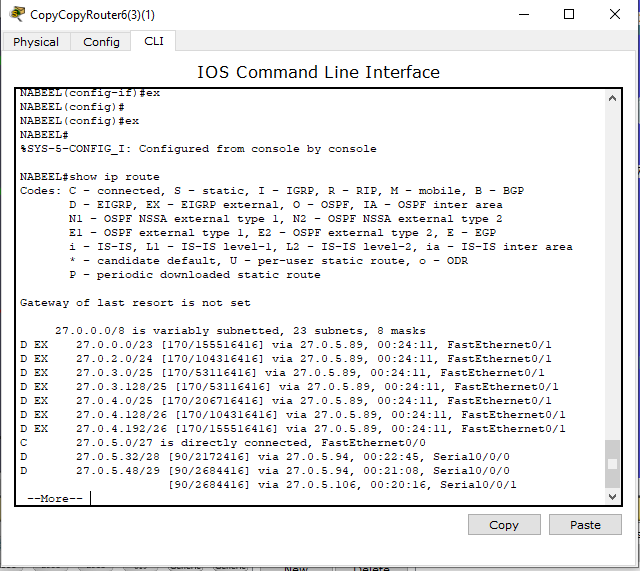 CopyCopyRouter6(3)(1)
Physical Config CLI
IOS Command Line Interface
NABEEL(config-if)#ex
NABEEL(config)#
NABEEL(config)#ex
NABEEL#
%SYS-5-CONFIG_I: Configured from console by console
NABEEL#show ip route
Codes: C - connected, S - static, I - IGRP, R - RIP, M - mobile, B - BGP
D - EIGRP, EX - EIGRP external, O - OSPF, IA - OSPF inter area
N1 - OSPF NSSA external type 1, N2 - OSPF NSSA external type 2
E1 - OSPF external type 1, E2 - OSPF external type 2, E - EGP
i - IS-IS, L1 - IS-IS level-1, L2 - IS-IS level-2, ia - IS-IS inter area
* - candidate default, U - per-user static route, o - ODR
P - periodic downloaded static route
Gateway of last resort is not set
27.0.0.0/8 is variably subnetted, 23 subnets, 8 masks
D EX 27.0.0.0/23 [170/155516416] via 27.0.5.89, 00:24:11, FastEthernet0/1
D EX 27.0.2.0/24 [170/104316416] via 27.0.5.89, 00:24:11, FastEthernet0/1
D EX 27.0.3.0/25 [170/53116416] via 27.0.5.89, 00:24:11, FastEthernet0/1
D EX 27.0.3.128/25 [170/53116416] via 27.0.5.89, 00:24:11, FastEthernet0/1
D EX 27.0.4.0/25 [170/206716416] via 27.0.5.89, 00:24:11, FastEthernet0/1
D EX 27.0.4.128/26 [170/104316416] via 27.0.5.89, 00:24:11, FastEthernet0/1
D EX 27.0.4.192/26 [170/155516416] via 27.0.5.89, 00:24:11, FastEthernet0/1
C 27.0.5.0/27 is directly connected, FastEthernet0/0
D 27.0.5.32/28 [90/2172416] via 27.0.5.94, 00:22:45, Serial0/0/0
D 27.0.5.48/29 [90/2684416] via 27.0.5.94, 00:21:08, Serial0/0/0
[90/2684416] via 27.0.5.106, 00:20:16, Serial0/0/1
--More--
Copy Paste
New Delete